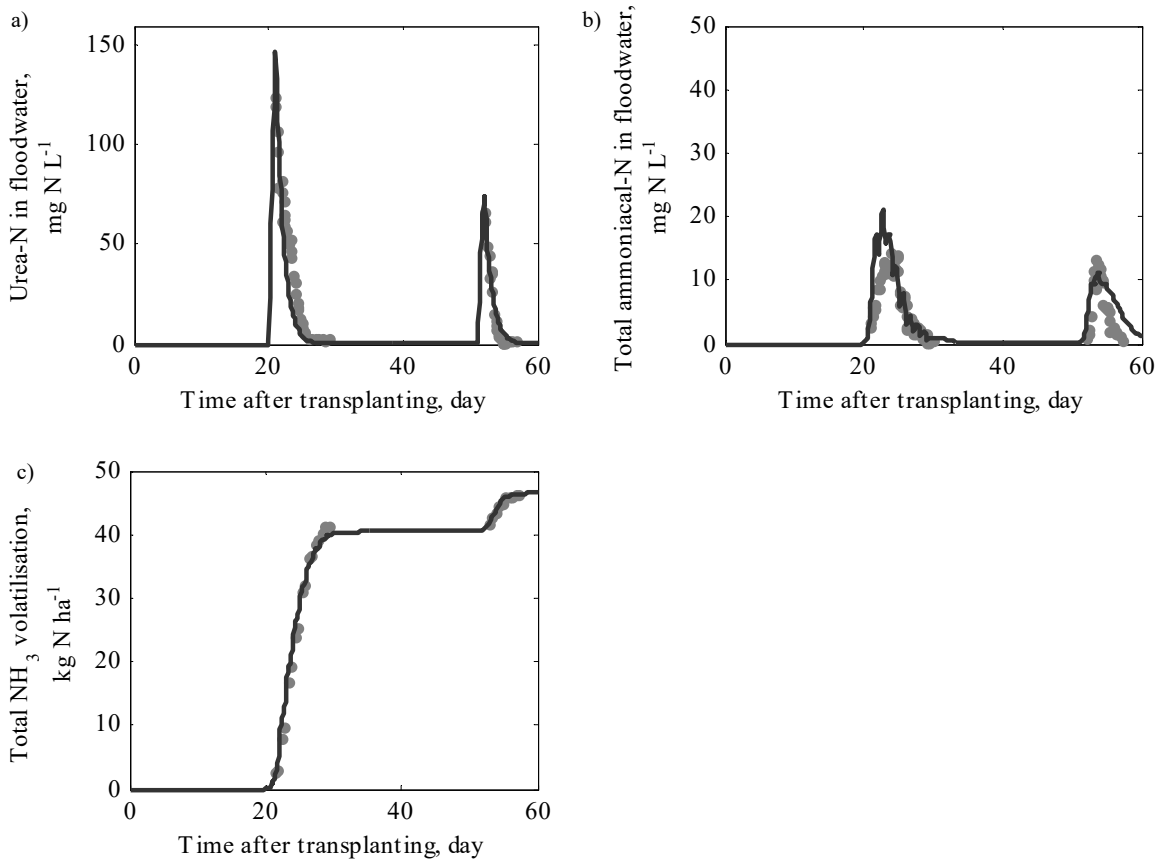 a)
Urea-N in floodwater,
mg N L-1
150
100
50
0
0 20 40 60
Time after transplanting, day
b)
Total ammoniacal-N in floodwater,
mg N L-1
50
40
30
20
10
0
0 20 40 60
Time after transplanting, day
c)
Total NH3 volatilisation,
kg N ha-1
50
40
30
20
10
0
0 20 40 60
Time after transplanting, day